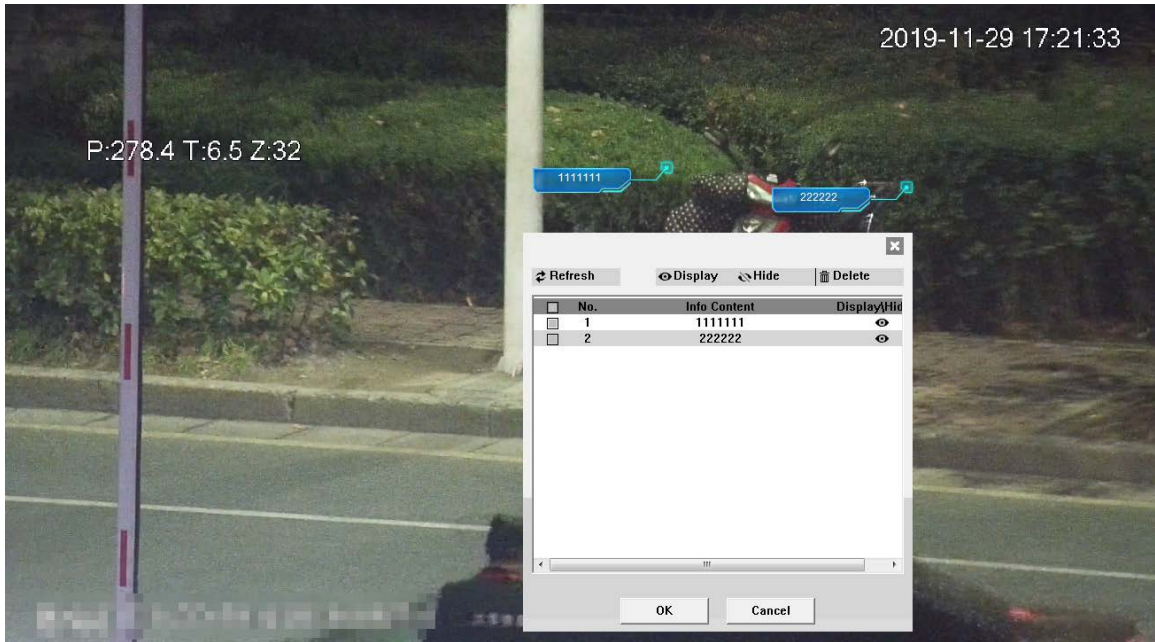 2019-11-29 17:21:33
P:278.4 T:6.5 Z:32
1111111
222222
Refresh Display Hide Delete
No. Info Content Display\Hid
1 1111111
2 222222
OK Cancel